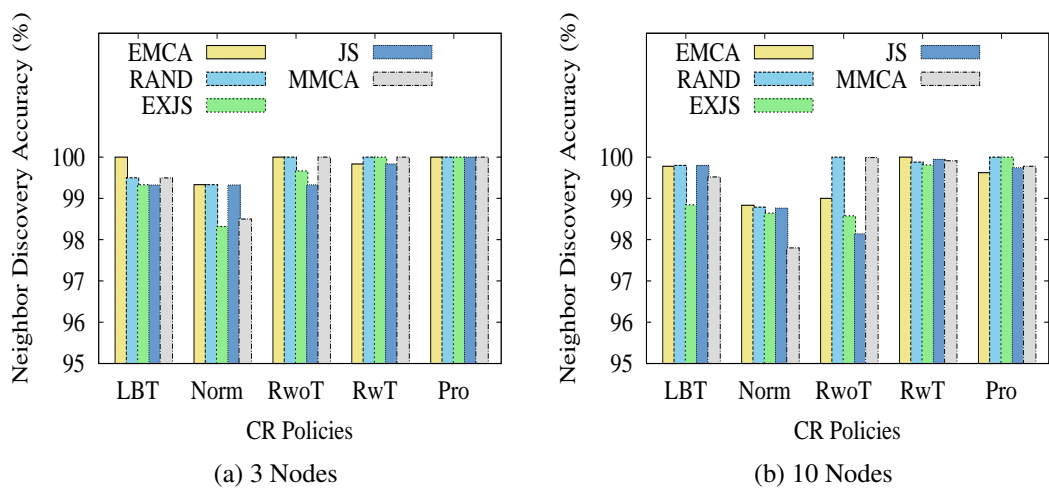 Neighbor Discovery Accuracy (%)
EMCA
RAND
EXJS
JS
MMCA
100
99
98
97
96
95
LBT Norm RwoT RwT Pro
CR Policies
(a) 3 Nodes
Neighbor Discovery Accuracy (%)
EMCA
RAND
EXJS
JS
MMCA
100
99
98
97
96
95
LBT Norm RwoT RwT Pro
CR Policies
(b) 10 Nodes